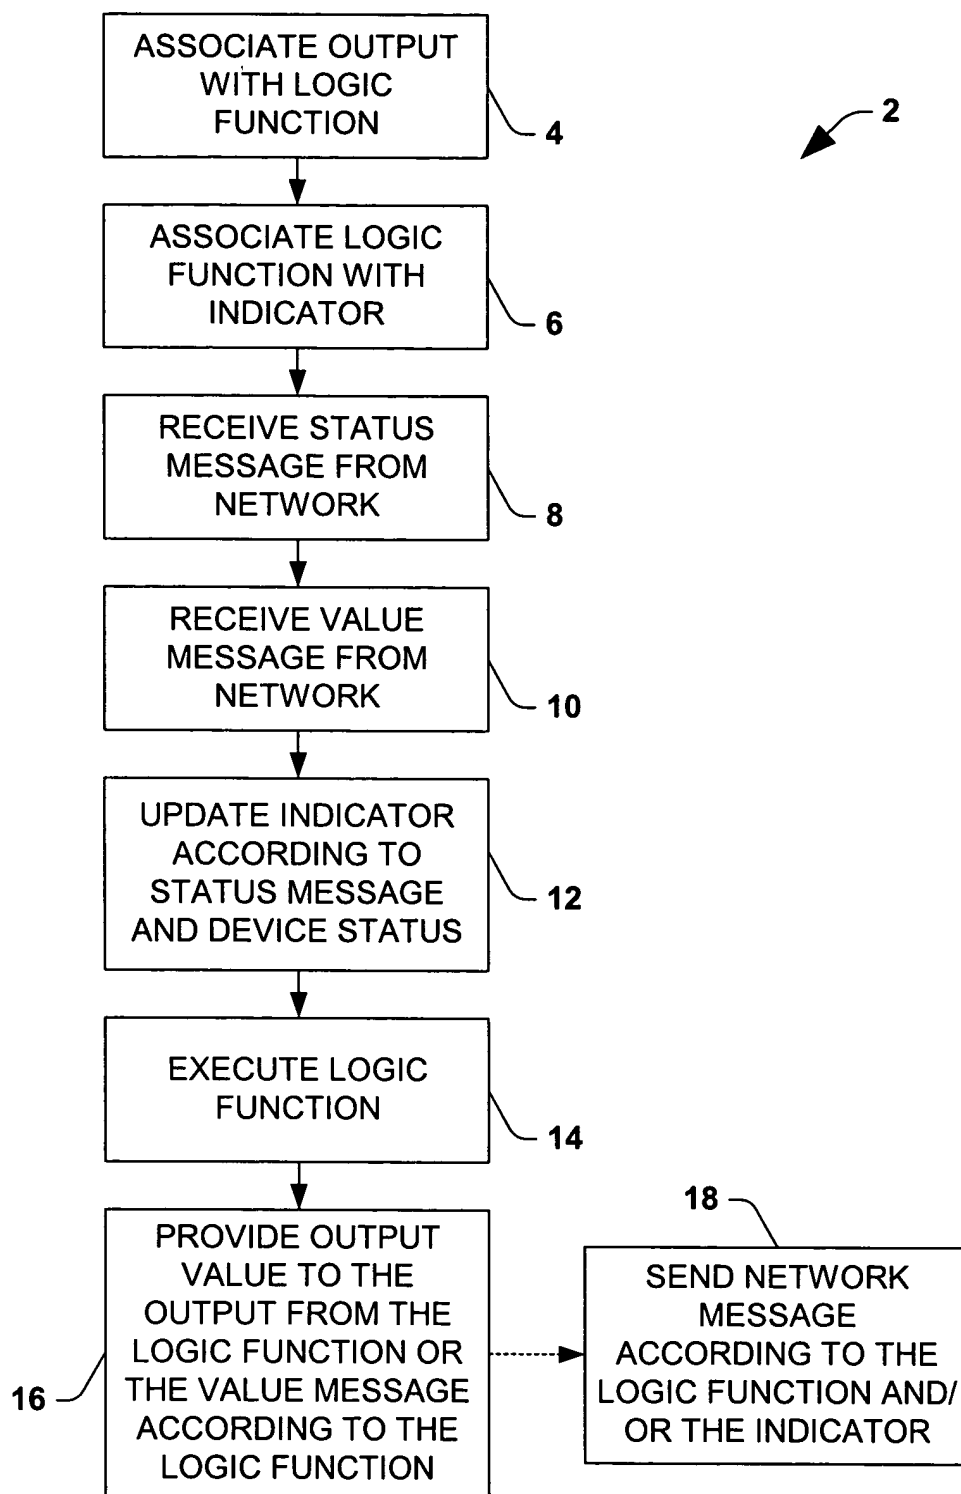 ASSOCIATE OUTPUT
WITH LOGIC
FUNCTION
4
2
ASSOCIATE LOGIC
FUNCTION WITH
INDICATOR
6
RECEIVE STATUS
MESSAGE FROM
NETWORK
8
RECEIVE VALUE
MESSAGE FROM
NETWORK
10
UPDATE INDICATOR
ACCORDING TO
STATUS MESSAGE
AND DEVICE STATUS
12
EXECUTE LOGIC
FUNCTION
14
PROVIDE OUTPUT
VALUE TO THE
OUTPUT FROM THE
LOGIC FUNCTION OR
THE VALUE MESSAGE
ACCORDING TO THE
LOGIC FUNCTION
16
18
SEND NETWORK
MESSAGE
ACCORDING TO THE
LOGIC FUNCTION AND/
OR THE INDICATOR